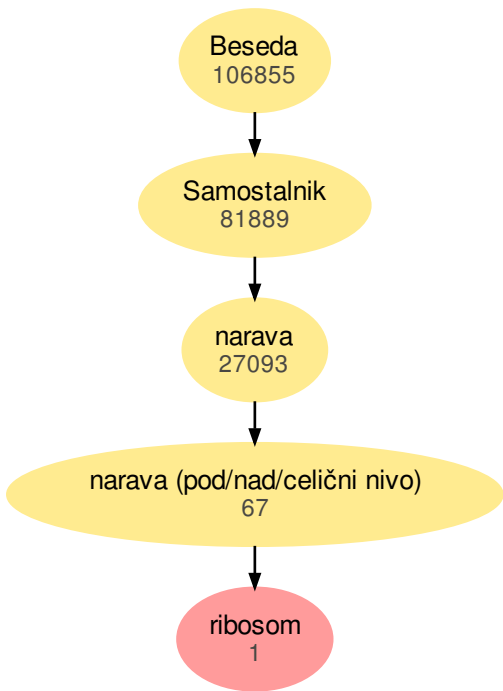 Beseda
106855
Samostalnik
81889
narava
27093
narava (pod/nad/celični nivo)
67
ribosom
1